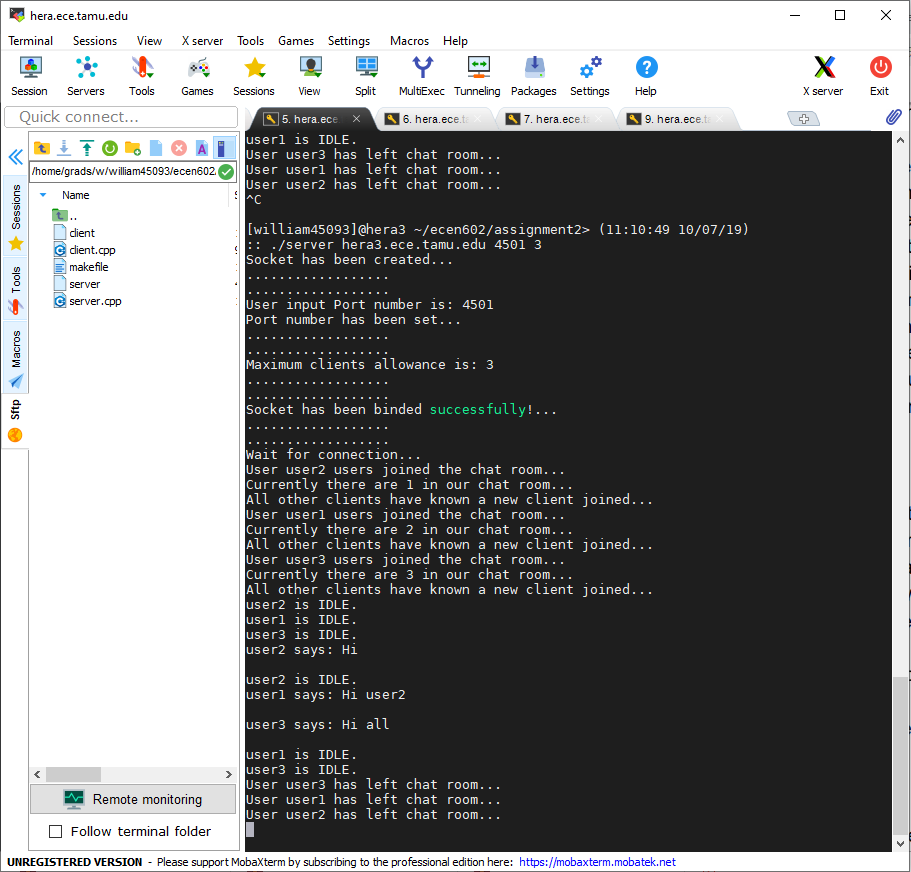 hera.ece.tamu.edu
Terminal Sessions View X server Tools Games Settings Macros Help
Session Servers Tools Games Sessions View Split MultiExec Tunneling Packages Settings Help X server Exit
Quick connect...
5. hera.ece 6. hera.ece.ta 7. hera.ece.ta 9. hera.ece.ta
/home/grads/w/william45093/ecen602/
Name
..
client
client.cpp
makefile
server
server.cpp
Sessions
Tools
Macros
Sftp
Remote monitoring
Follow terminal folder
user1 is IDLE.
User user3 has left chat room...
User user1 has left chat room...
User user2 has left chat room...
^C
[william45093]@hera3 ~/ecen602/assignment2> (11:10:49 10/07/19)
:: ./server hera3.ece.tamu.edu 4501 3
Socket has been created...
..................
..................
User input Port number is: 4501
Port number has been set...
..................
..................
Maximum clients allowance is: 3
..................
..................
Socket has been binded successfully!...
..................
..................
Wait for connection...
User user2 users joined the chat room...
Currently there are 1 in our chat room...
All other clients have known a new client joined...
User user1 users joined the chat room...
Currently there are 2 in our chat room...
All other clients have known a new client joined...
User user3 users joined the chat room...
Currently there are 3 in our chat room...
All other clients have known a new client joined...
user2 is IDLE.
user1 is IDLE.
user3 is IDLE.
user2 says: Hi
user2 is IDLE.
user1 says: Hi user2
user3 says: Hi all
user1 is IDLE.
user3 is IDLE.
User user3 has left chat room...
User user1 has left chat room...
User user2 has left chat room...
UNREGISTERED VERSION - Please support MobaXterm by subscribing to the professional edition here: https://mobaxterm.mobatek.net